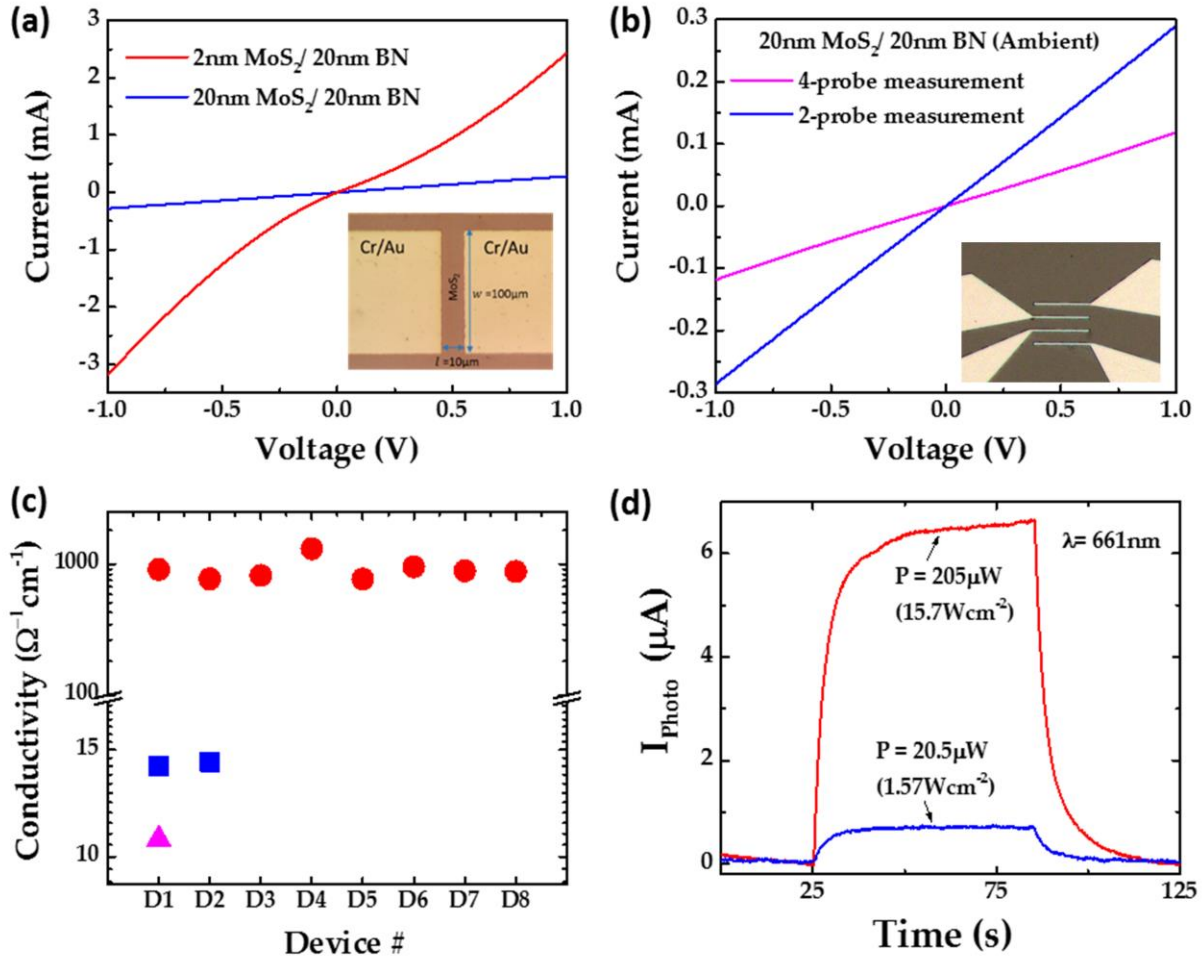 (a)
3
2
1
0
-1
-2
-3
Current (mA)
2nm MoS₂/ 20nm BN
20nm MoS₂/ 20nm BN
Cr/Au
Cr/Au
MoS₂
w =100μm
l =10μm
-1.0 -0.5 0.0 0.5 1.0
Voltage (V)
(b)
0.3
0.2
0.1
0.0
-0.1
-0.2
-0.3
Current (mA)
20nm MoS₂/ 20nm BN (Ambient)
4-probe measurement
2-probe measurement
-1.0 -0.5 0.0 0.5 1.0
Voltage (V)
(c)
1000
100
15
10
Conductivity (Ω⁻¹cm⁻¹)
D1 D2 D3 D4 D5 D6 D7 D8
Device #
(d)
6
4
2
0
I_Photo (μA)
λ= 661nm
P = 205μW
(15.7Wcm⁻²)
P = 20.5μW
(1.57Wcm⁻²)
25 75 125
Time (s)